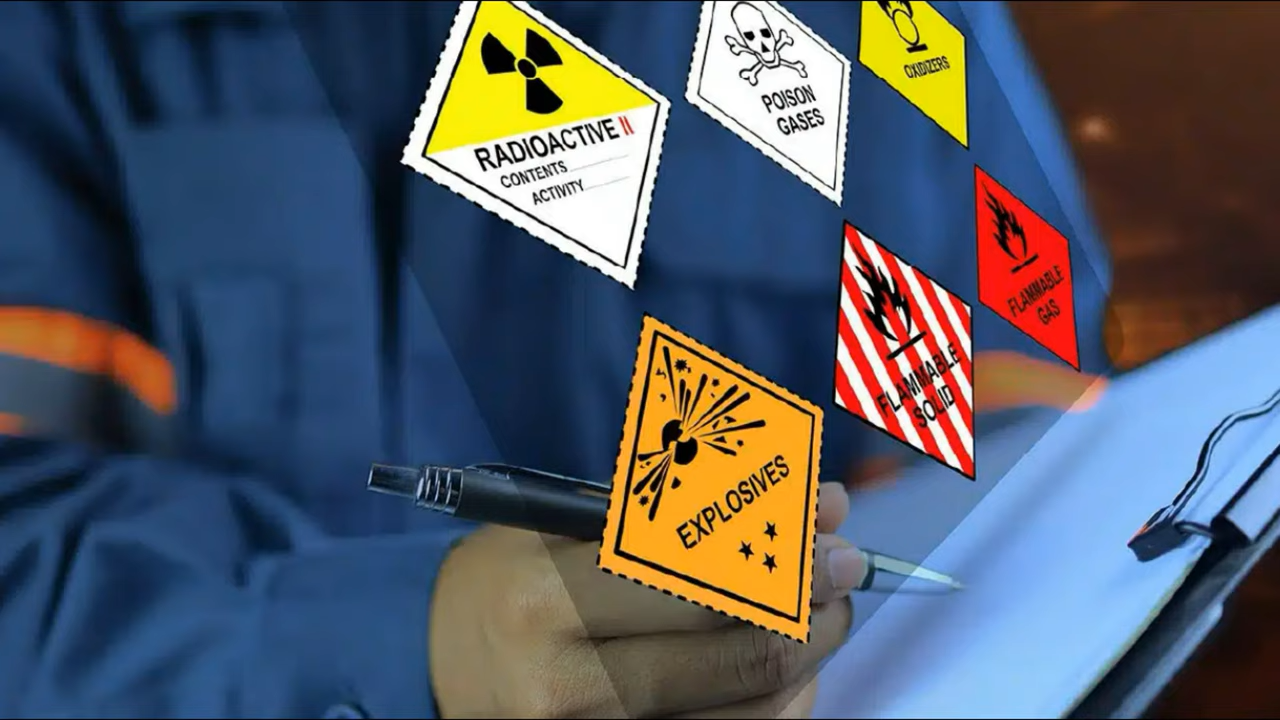 RADIOACTIVE II
CONTENTS
ACTIVITY
POISON
GASES
OXIDIZERS
FLAMMABLE
GAS
FLAMMABLE
SOLID
EXPLOSIVES